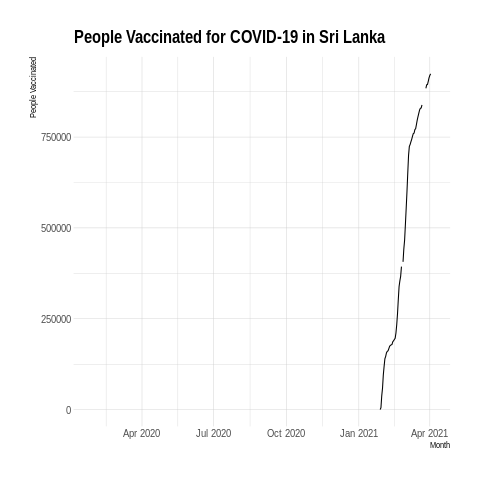 People Vaccinated for COVID-19 in Sri Lanka
People Vaccinated
750000
500000
250000
0
Apr 2020 Jul 2020 Oct 2020 Jan 2021 Apr 2021
Month